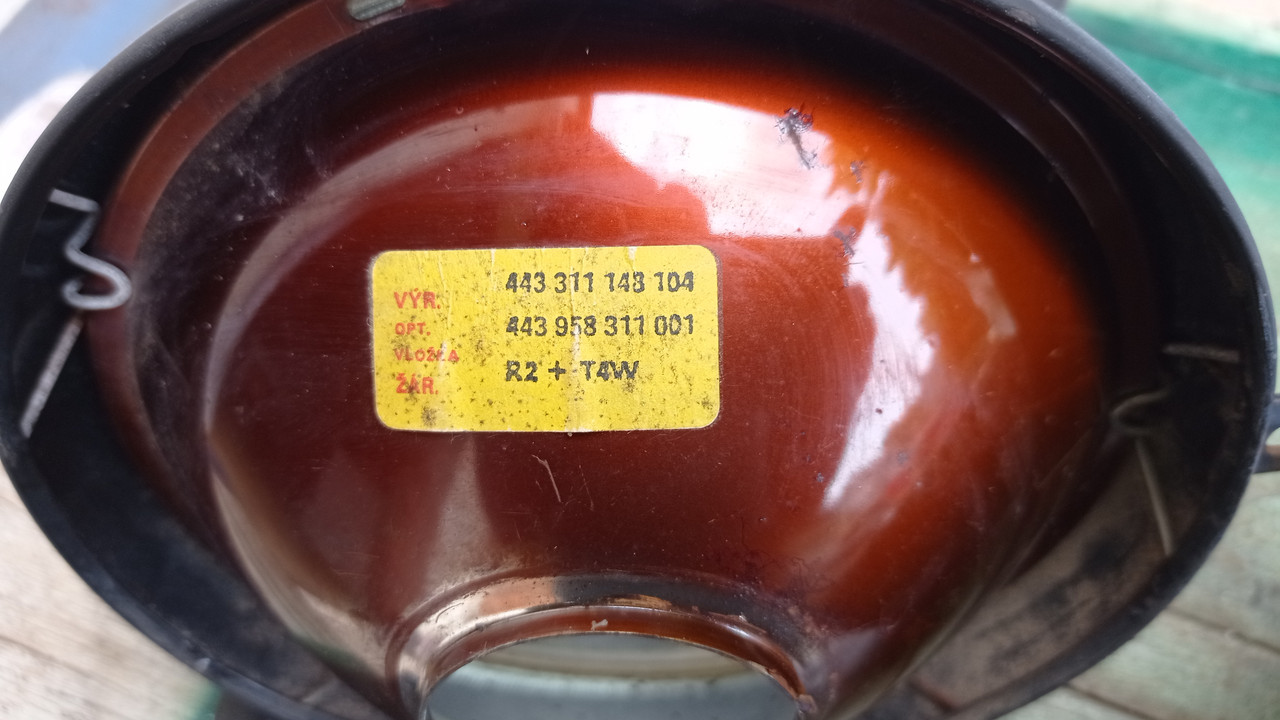 VÝR. 443 311 143 104
OPT. 443 958 311 001
VLOŽKA
ŽÁR. R2 + T4W